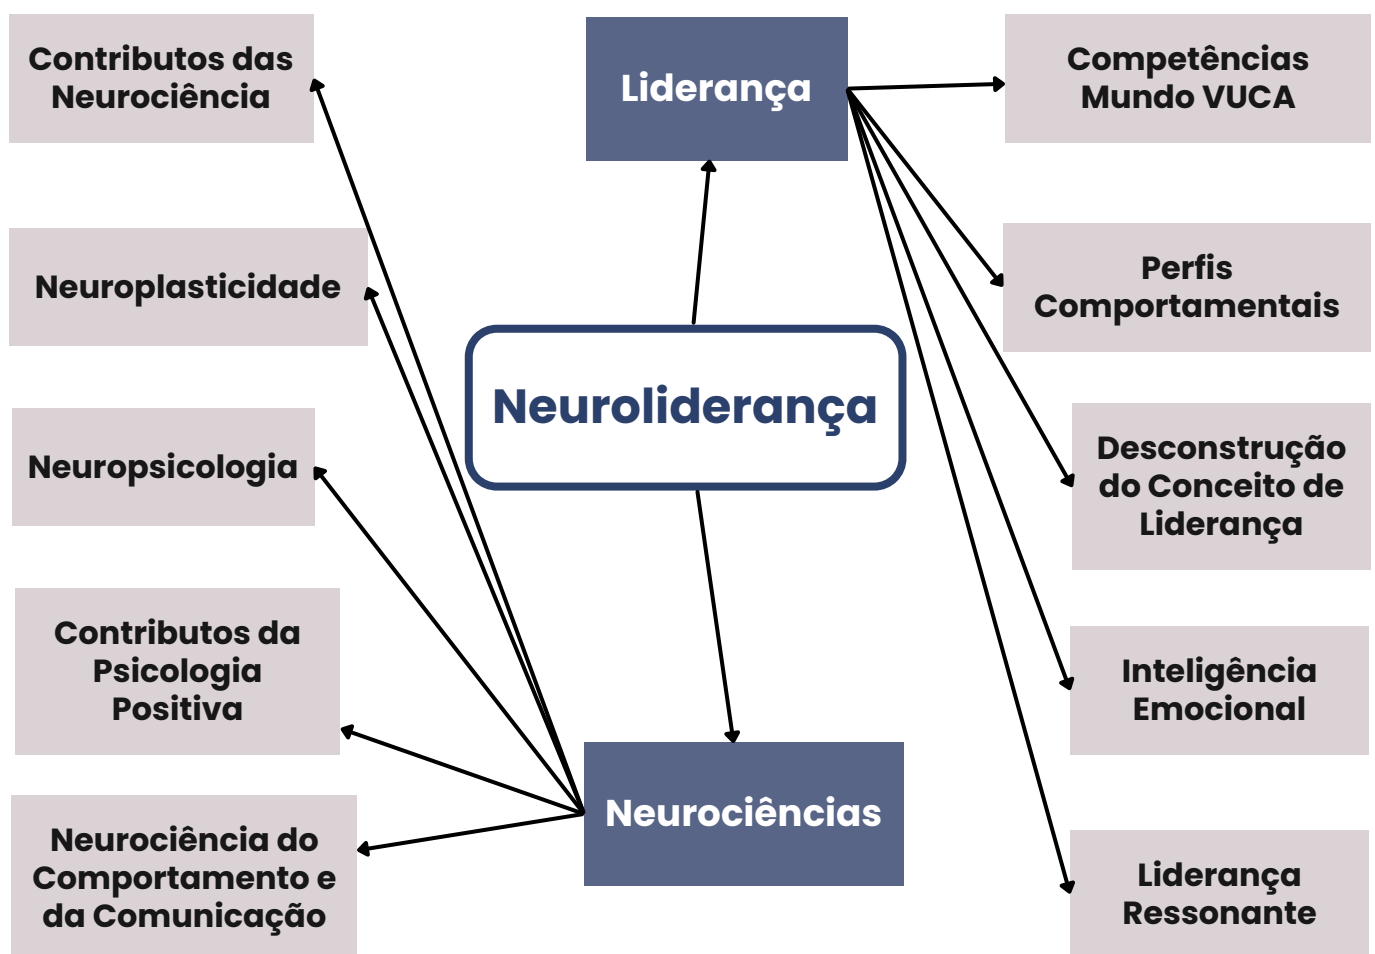 Contributos das
Neurociência
Neuroplasticidade
Neuropsicologia
Contributos da
Psicologia
Positiva
Neurociência do
Comportamento e
da Comunicação
Liderança
Neuroliderança
Neurociências
Competências
Mundo VUCA
Perfis
Comportamentais
Desconstrução
do Conceito de
Liderança
Inteligência
Emocional
Liderança
Ressonante